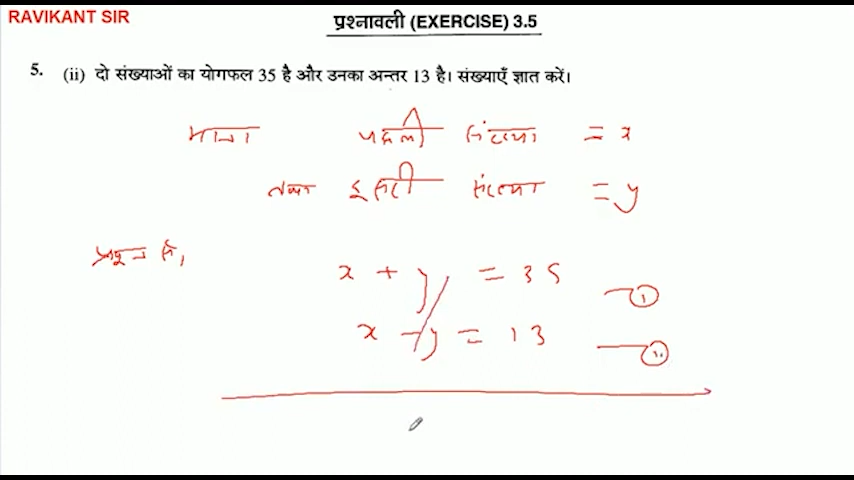 RAVIKANT SIR
प्रश्नावली (EXERCISE) 3.5
5. (ii) दो संख्याओं का योगफल 35 है और उनका अन्तर 13 है। संख्याएँ ज्ञात करें।
माना पहली संख्या = x
तथा दूसरी संख्या = y
प्रश्न से,
x + y = 35 — 1
x - y = 13 — 11